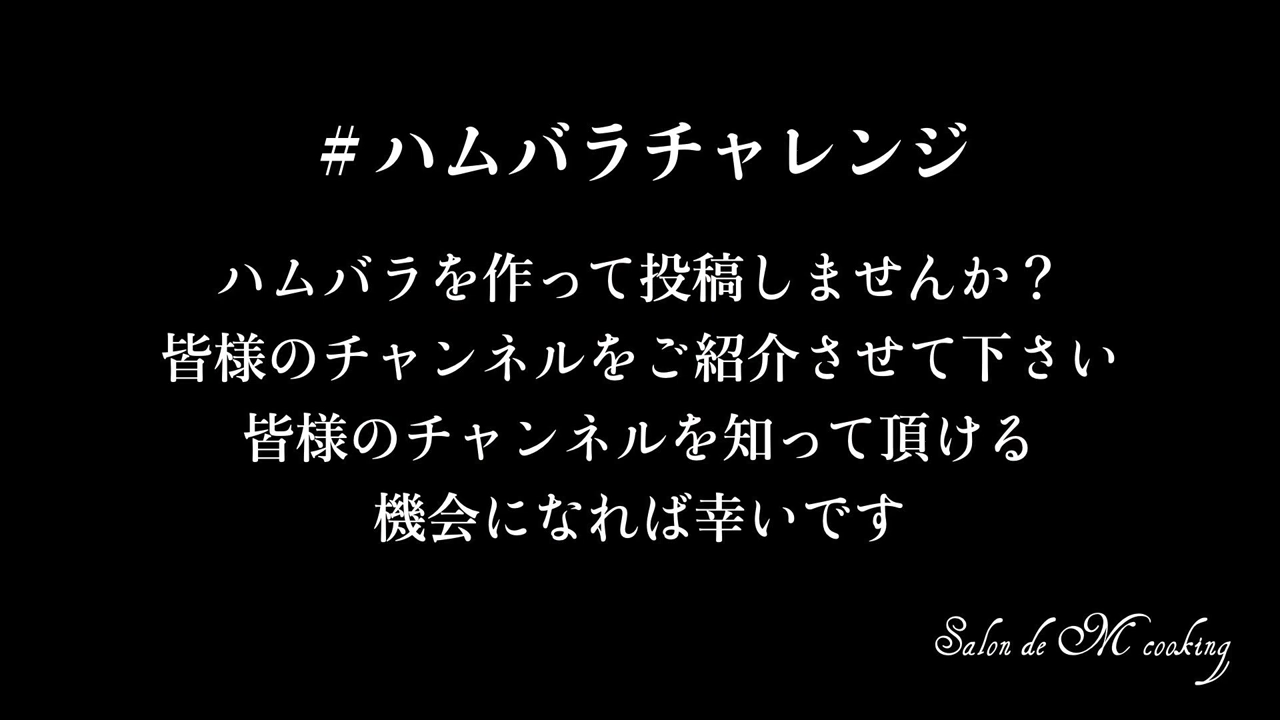 #ハムバラチャレンジ
ハムバラを作って投稿しませんか？
皆様のチャンネルをご紹介させて下さい
皆様のチャンネルを知って頂ける
機会になれば幸いです
Salon de M cooking